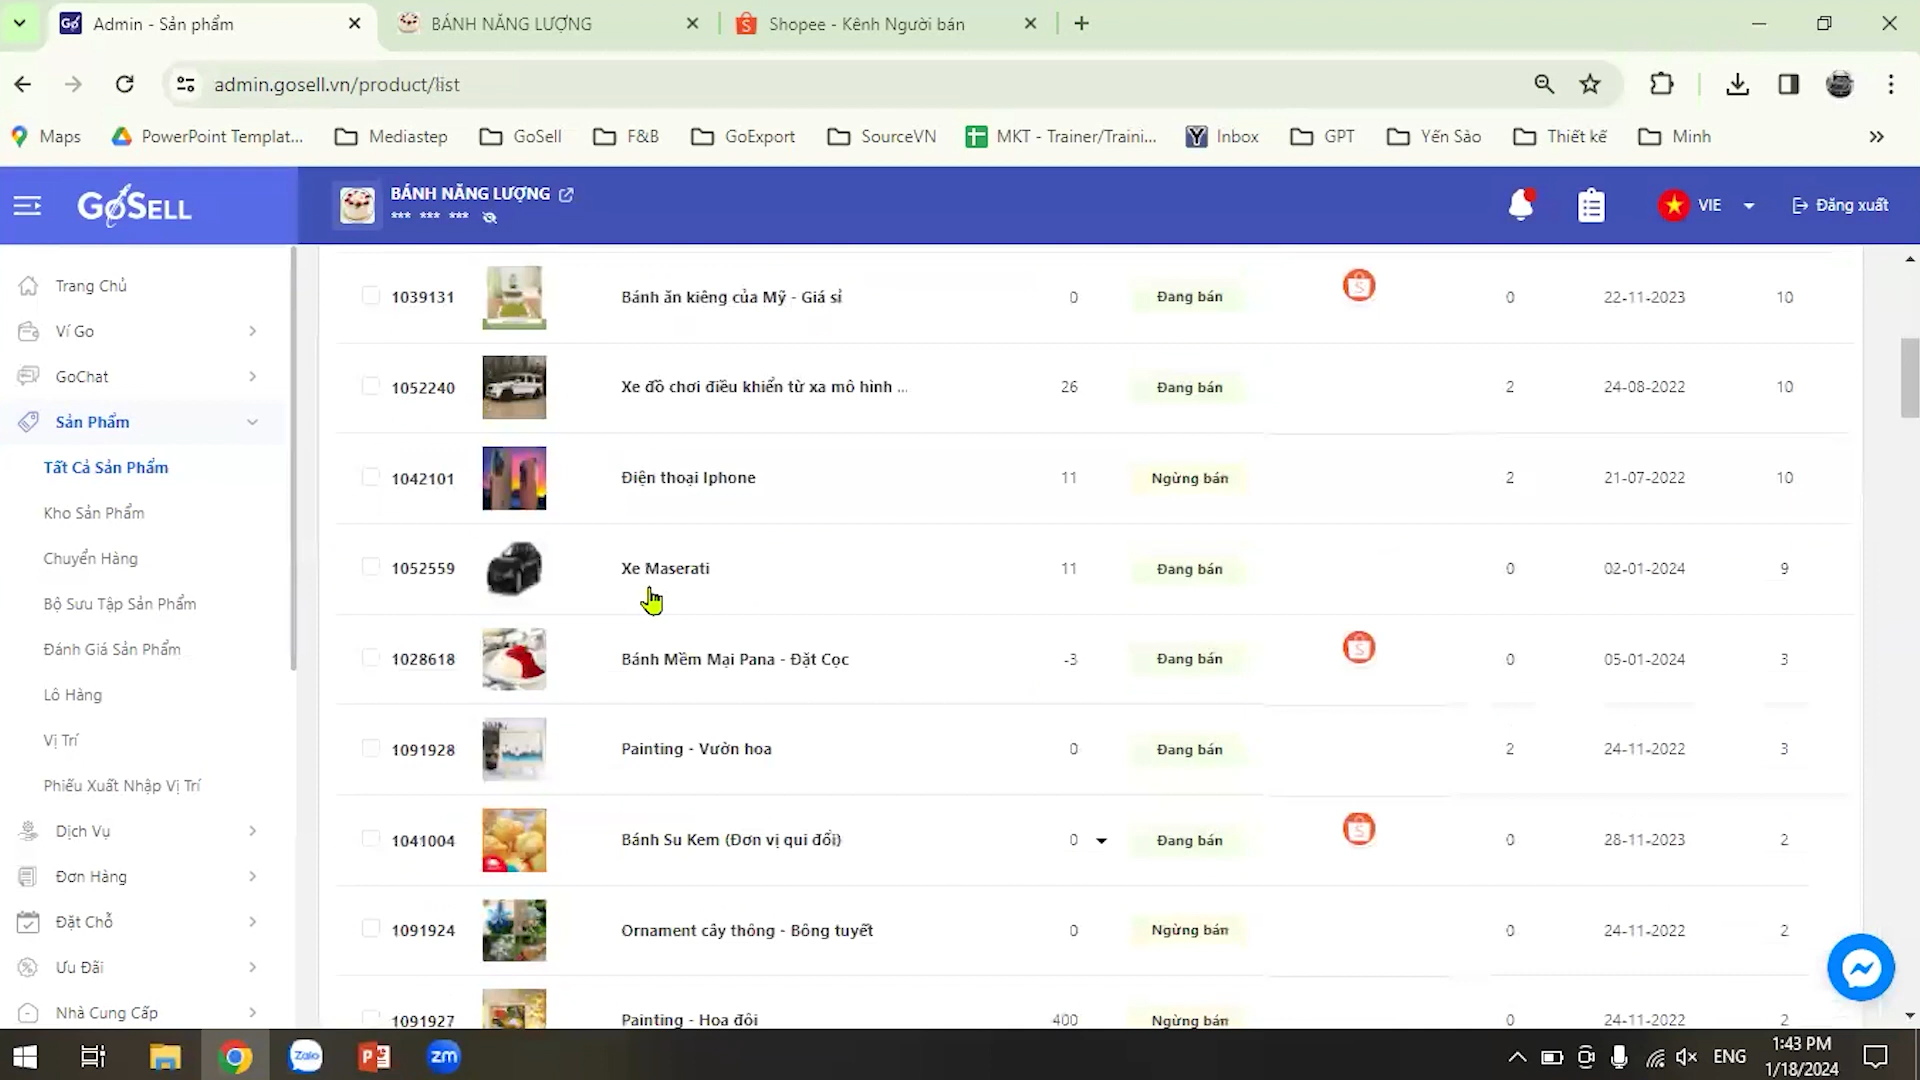 Admin - Sản phẩm
BÁNH NĂNG LƯỢNG
Shopee - Kênh Người bán
admin.gosell.vn/product/list
Maps
PowerPoint Templat...
Mediastep
GoSell
F&B
GoExport
SourceVN
MKT - Trainer/Traini...
Inbox
GPT
Yến Sào
Thiết kế
Minh
GoSELL
BÁNH NĂNG LƯỢNG
*** *** ***
VIE
Đăng xuất
Trang Chủ
Ví Go
GoChat
Sản Phẩm
Tất Cả Sản Phẩm
Kho Sản Phẩm
Chuyển Hàng
Bộ Sưu Tập Sản Phẩm
Đánh Giá Sản Phẩm
Lô Hàng
Vị Trí
Phiếu Xuất Nhập Vị Trí
Dịch Vụ
Đơn Hàng
Đặt Chỗ
Ưu Đãi
Nhà Cung Cấp
1039131 Bánh ăn kiêng của Mỹ - Giá sỉ 0 Đang bán 0 22-11-2023 10
1052240 Xe đồ chơi điều khiển từ xa mô hình ... 26 Đang bán 2 24-08-2022 10
1042101 Điện thoại Iphone 11 Ngừng bán 2 21-07-2022 10
1052559 Xe Maserati 11 Đang bán 0 02-01-2024 9
1028618 Bánh Mềm Mại Pana - Đặt Cọc -3 Đang bán 0 05-01-2024 3
1091928 Painting - Vườn hoa 0 Đang bán 2 24-11-2022 3
1041004 Bánh Su Kem (Đơn vị qui đổi) 0 Đang bán 0 28-11-2023 2
1091924 Ornament cây thông - Bông tuyết 0 Ngừng bán 0 24-11-2022 2
1091927 Painting - Hoa đôi 400 Ngừng bán 0 24-11-2022 2
Zalo
zm
ENG
1:43 PM
1/18/2024